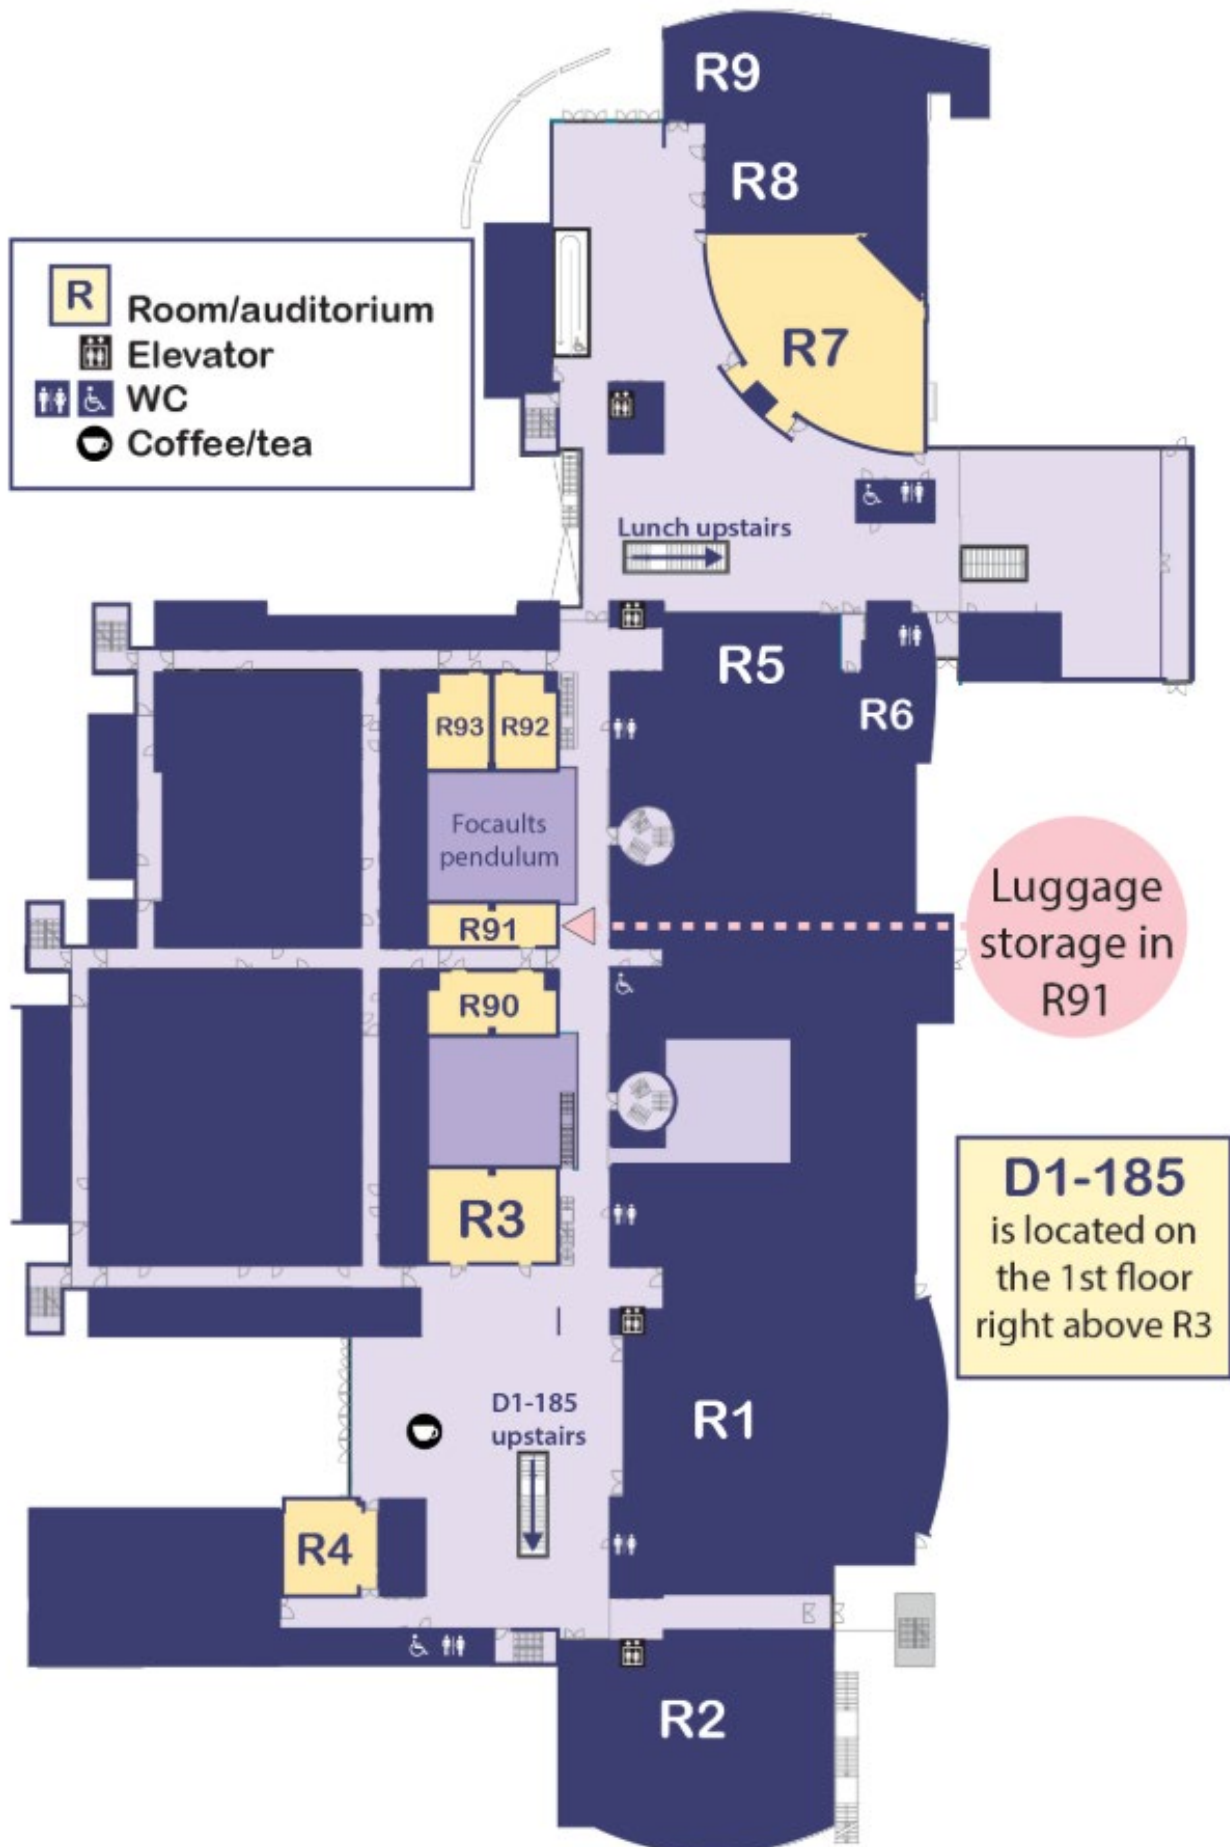 R9
R8
R
Room/auditorium
Elevator
WC
Coffee/tea
R7
Lunch upstairs
R5
R6
R93
R92
Focaults
pendulum
R91
Luggage
storage in
R91
R90
R3
D1-185
is located on
the 1st floor
right above R3
D1-185
upstairs
R1
R4
R2